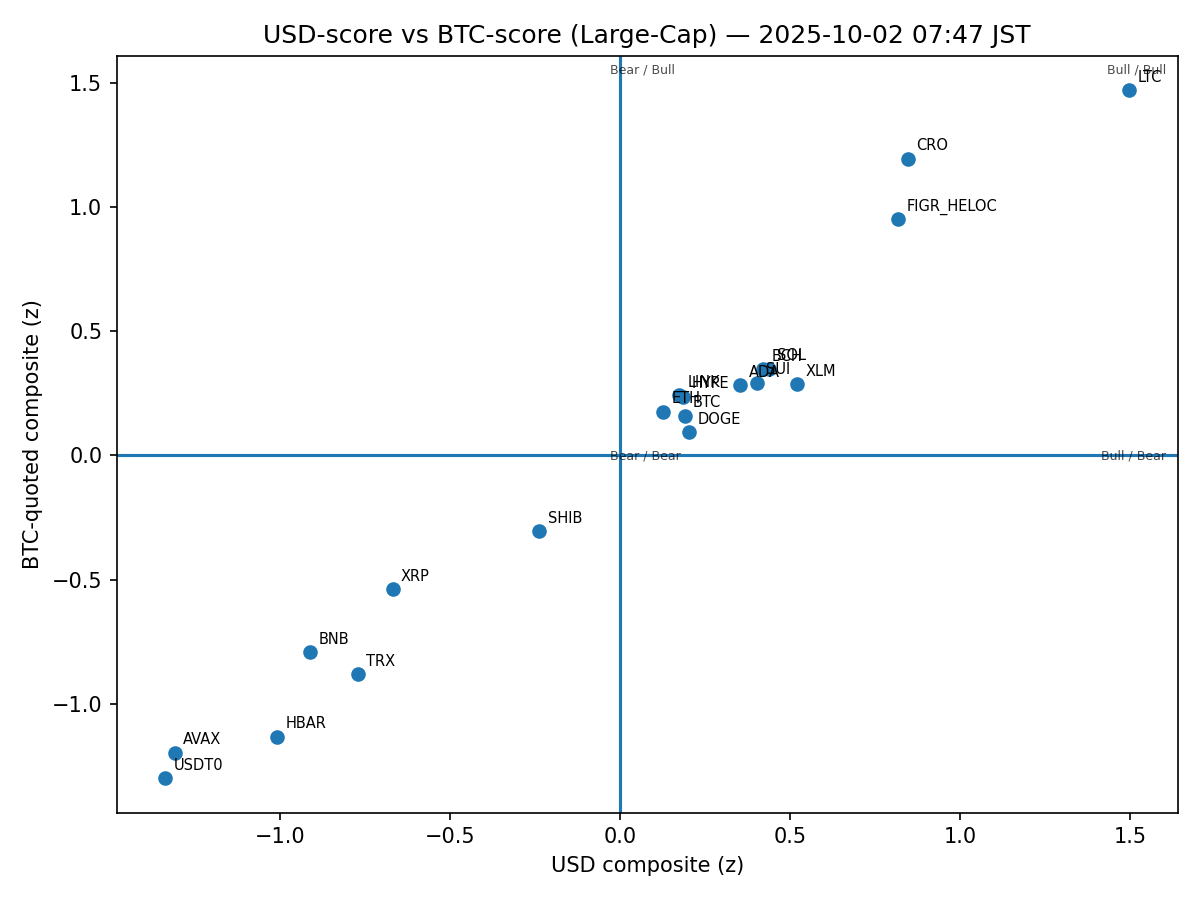 USD-score vs BTC-score (Large-Cap) — 2025-10-02 07:47 JST
Bear / Bull
Bull / Bull
LTC
CRO
FIGR_HELOC
BCH
SOL
SUI
ADA
XLM
LINK
HYPE
ETH
BTC
DOGE
Bear / Bear
Bull / Bear
SHIB
XRP
BNB
TRX
HBAR
AVAX
USDT0
1.5
1.0
0.5
0.0
−0.5
−1.0
BTC-quoted composite (z)
−1.0
−0.5
0.0
0.5
1.0
1.5
USD composite (z)